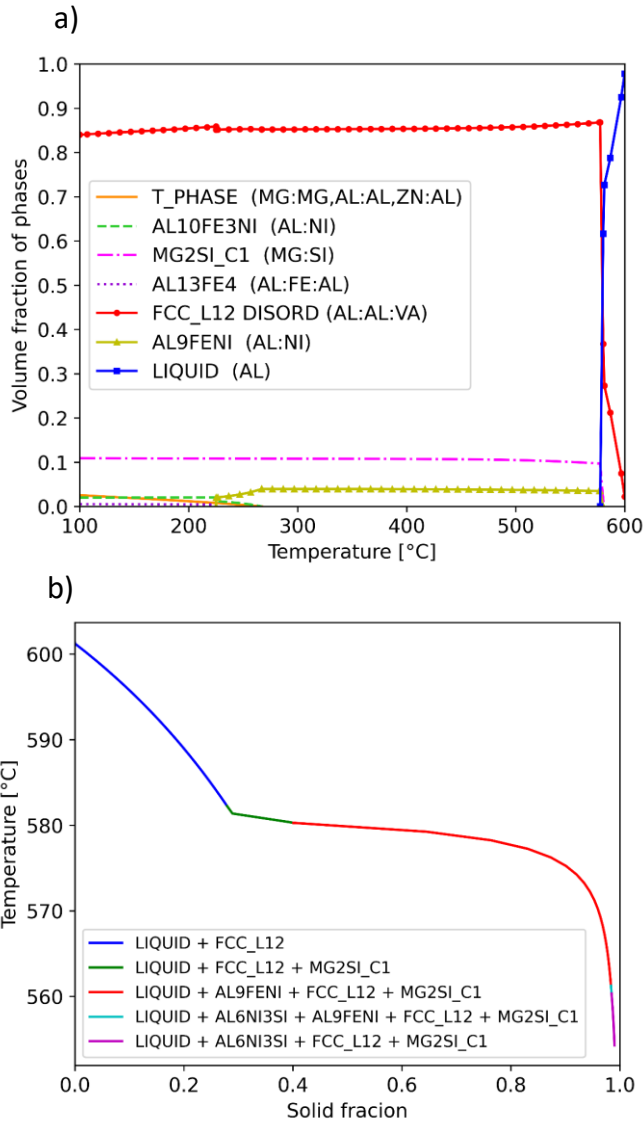 a)
Volume fraction of phases
1.0
0.9
0.8
0.7
0.6
0.5
0.4
0.3
0.2
0.1
0.0
T_PHASE (MG:MG,AL:AL,ZN:AL)
AL10FE3NI (AL:NI)
MG2SI_C1 (MG:SI)
AL13FE4 (AL:FE:AL)
FCC_L12 DISORD (AL:AL:VA)
AL9FENI (AL:NI)
LIQUID (AL)
100 200 300 400 500 600
Temperature [°C]
b)
Temperature [°C]
600
590
580
570
560
LIQUID + FCC_L12
LIQUID + FCC_L12 + MG2SI_C1
LIQUID + AL9FENI + FCC_L12 + MG2SI_C1
LIQUID + AL6NI3SI + AL9FENI + FCC_L12 + MG2SI_C1
LIQUID + AL6NI3SI + FCC_L12 + MG2SI_C1
0.0 0.2 0.4 0.6 0.8 1.0
Solid fracion